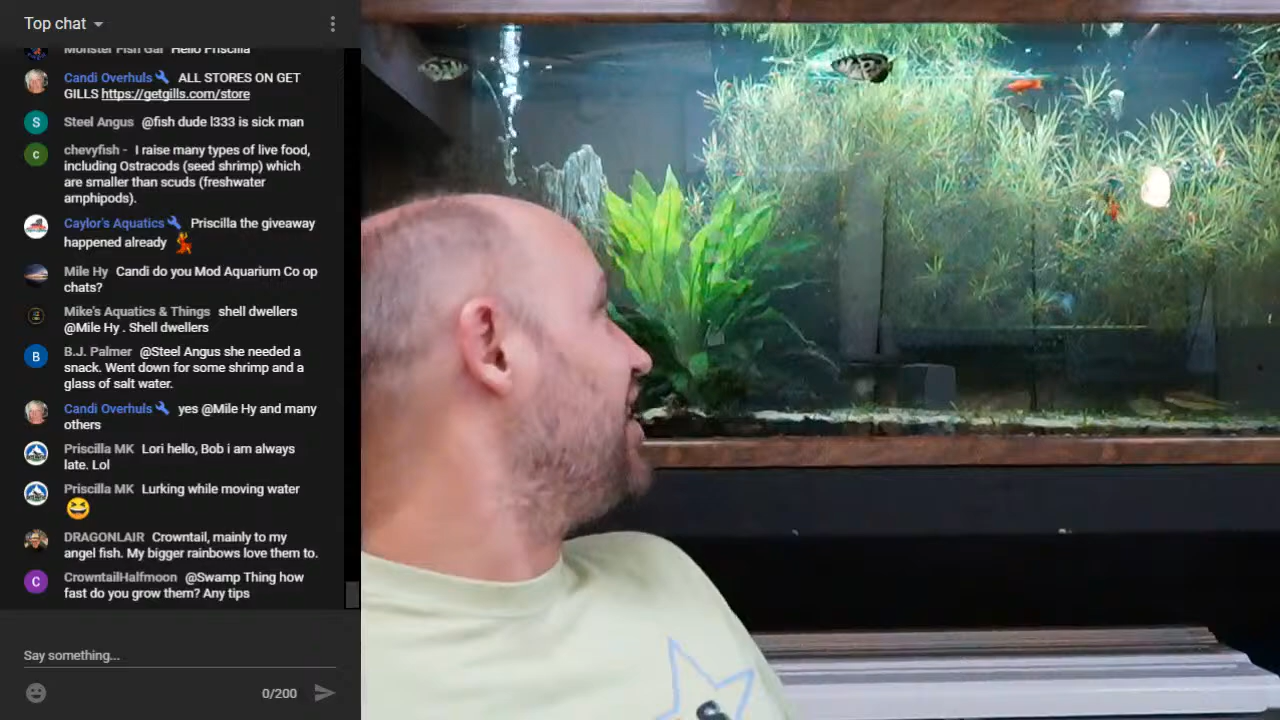 Top chat
Monster Fish Gal Hello Priscilla
Candi Overhuls ALL STORES ON GET
GILLS https://getgills.com/store
S Steel Angus @fish dude l333 is sick man
c chevyfish - I raise many types of live food,
including Ostracods (seed shrimp) which
are smaller than scuds (freshwater
amphipods).
Caylor's Aquatics Priscilla the giveaway
happened already
Mile Hy Candi do you Mod Aquarium Co op
chats?
Mike's Aquatics & Things shell dwellers
@Mile Hy . Shell dwellers
B B.J. Palmer @Steel Angus she needed a
snack. Went down for some shrimp and a
glass of salt water.
Candi Overhuls yes @Mile Hy and many
others
Priscilla MK Lori hello, Bob i am always
late. Lol
Priscilla MK Lurking while moving water
DRAGONLAIR Crowntail, mainly to my
angel fish. My bigger rainbows love them to.
C CrowntailHalfmoon @Swamp Thing how
fast do you grow them? Any tips
Say something...
0/200